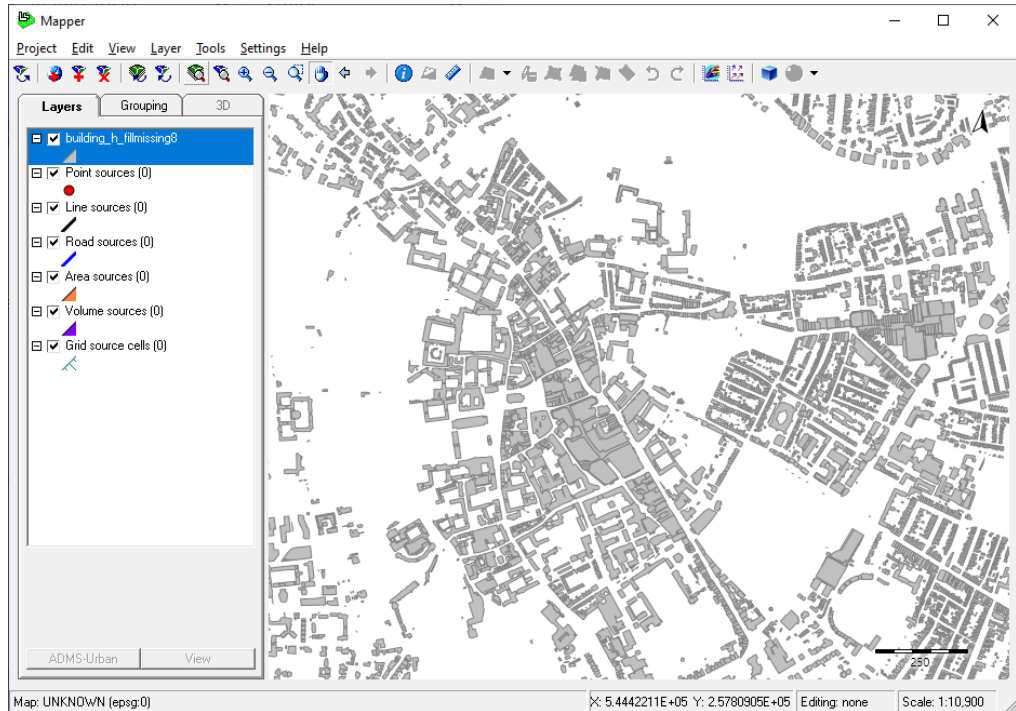 Mapper
Project Edit View Layer Tools Settings Help
Layers Grouping 3D
building_h_fillmissing8
Point sources (0)
Line sources (0)
Road sources (0)
Area sources (0)
Volume sources (0)
Grid source cells (0)
250
ADMS-Urban View
Map: UNKNOWN (epsg:0) X: 5.4442211E+05 Y: 2.5780905E+05 Editing: none Scale: 1:10,900